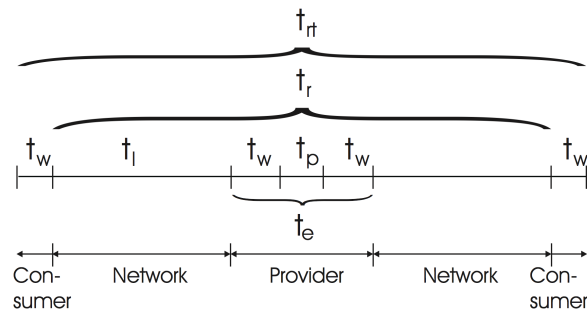 t_rt
t_r
t_w t_l t_w t_p t_w t_w
t_e
Con- Network Provider Network Con-
sumer sumer